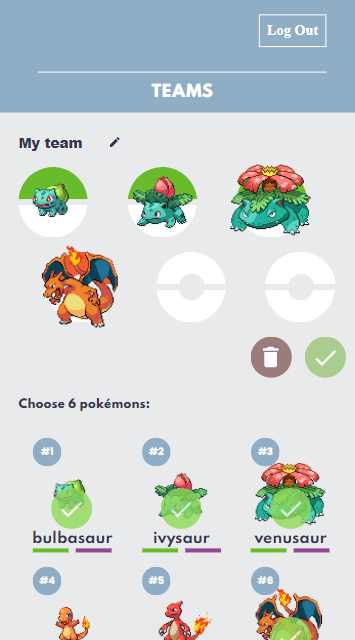 Log Out
TEAMS
My team
Choose 6 pokémons:
#1 #2 #3
bulbasaur ivysaur venusaur
#4 #5 #6